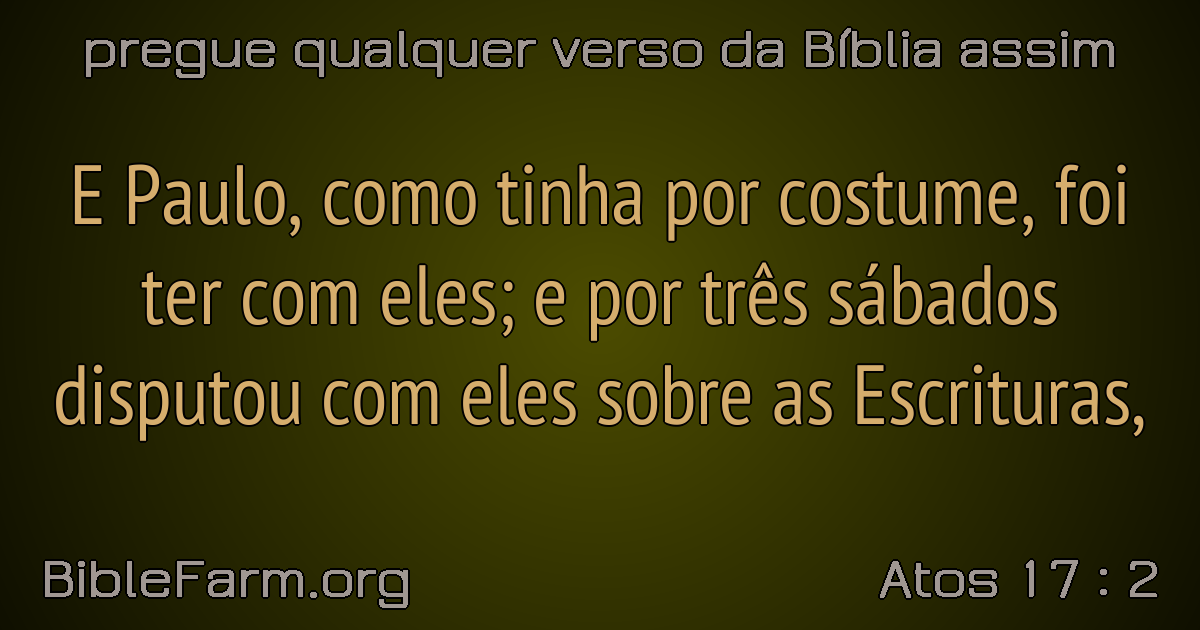 pregue qualquer verso da Bíblia assim
E Paulo, como tinha por costume, foi
ter com eles; e por três sábados
disputou com eles sobre as Escrituras,
BibleFarm.org
Atos 17 : 2